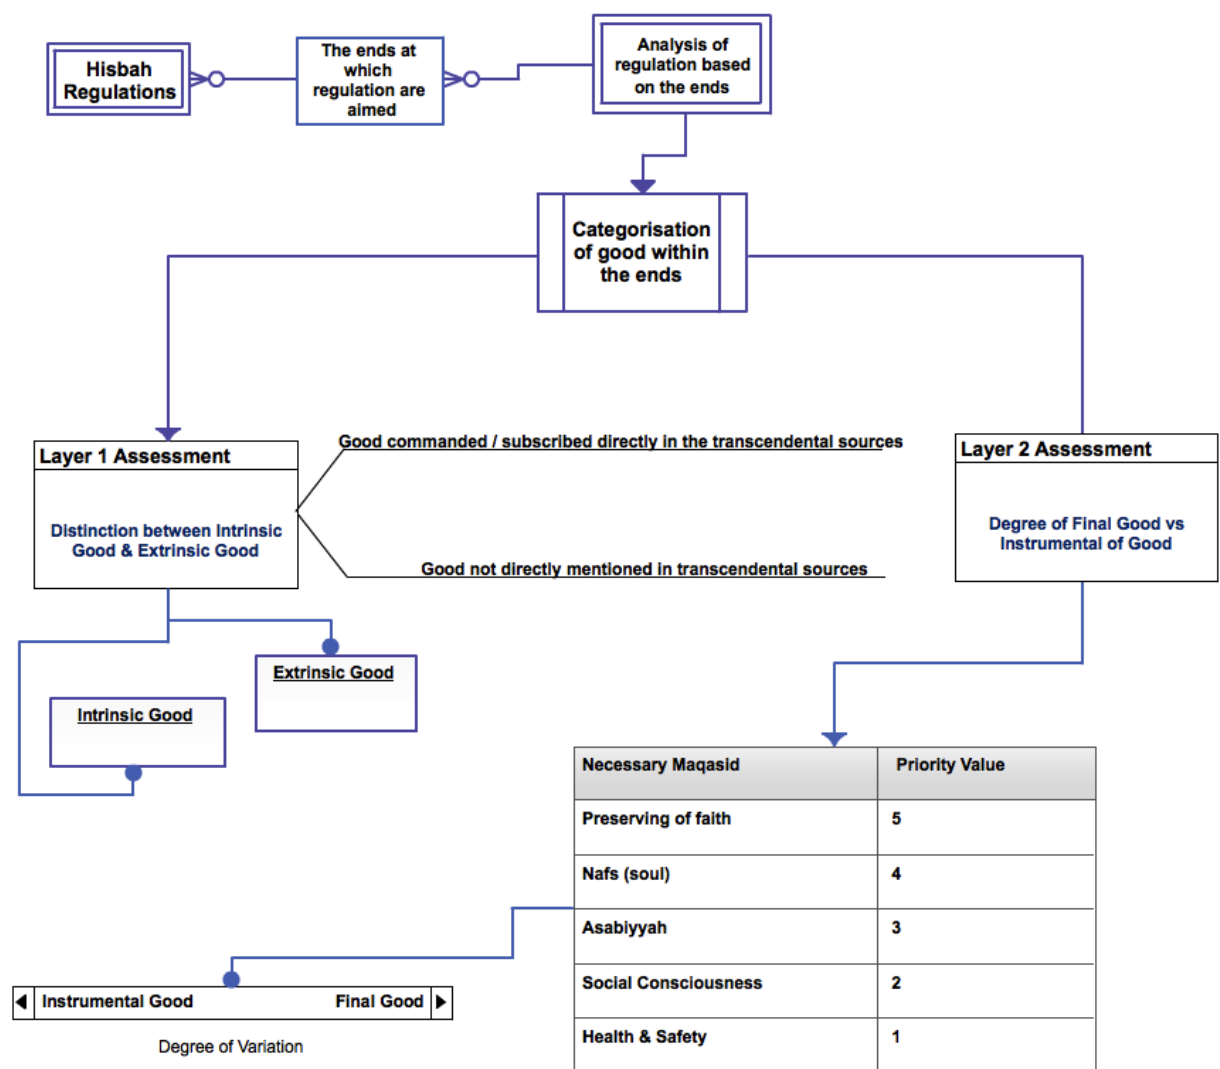 Hisbah
Regulations
The ends at
which
regulation are
aimed
Analysis of
regulation based
on the ends
Categorisation
of good within
the ends
Layer 1 Assessment
Distinction between Intrinsic
Good & Extrinsic Good
Good commanded / subscribed directly in the transcendental sources
Good not directly mentioned in transcendental sources
Layer 2 Assessment
Degree of Final Good vs
Instrumental of Good
Extrinsic Good
Intrinsic Good
Necessary Maqasid Priority Value
Preserving of faith 5
Nafs (soul) 4
Asabiyyah 3
Social Consciousness 2
Health & Safety 1
Instrumental Good Final Good
Degree of Variation